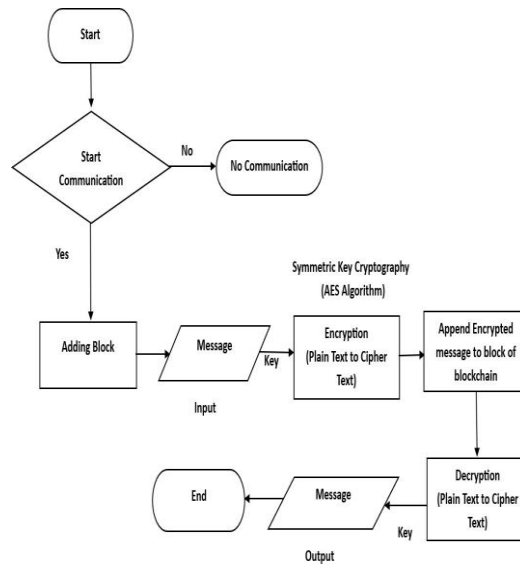 Start
Start
Communication
No
No Communication
Yes
Symmetric Key Cryptography
(AES Algorithm)
Adding Block
Message
Key
Encryption
(Plain Text to Cipher
Text)
Append Encrypted
message to block of
blockchain
Input
End
Message
Key
Decryption
(Plain Text to Cipher
Text)
Output